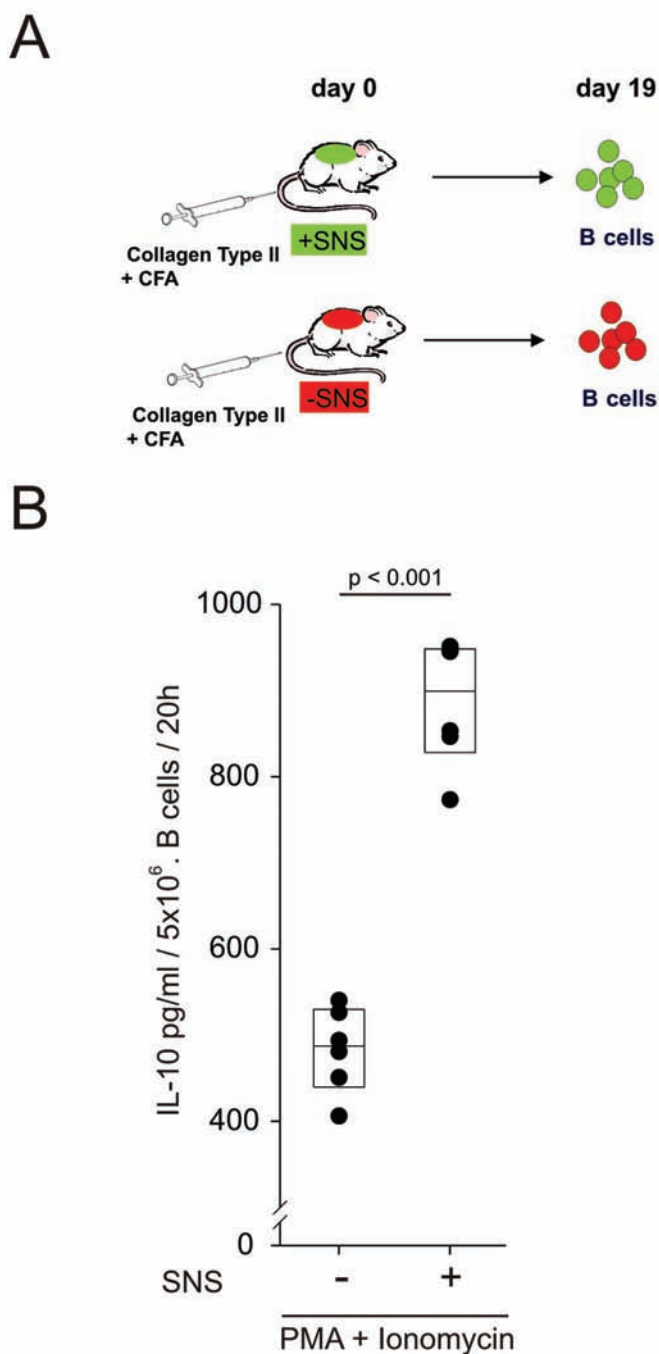 A
day 0
day 19
+SNS
Collagen Type II
+ CFA
B cells
-SNS
Collagen Type II
+ CFA
B cells
B
p < 0.001
1000
800
600
400
0
IL-10 pg/ml / 5x10⁶. B cells / 20h
SNS
- +
PMA + Ionomycin